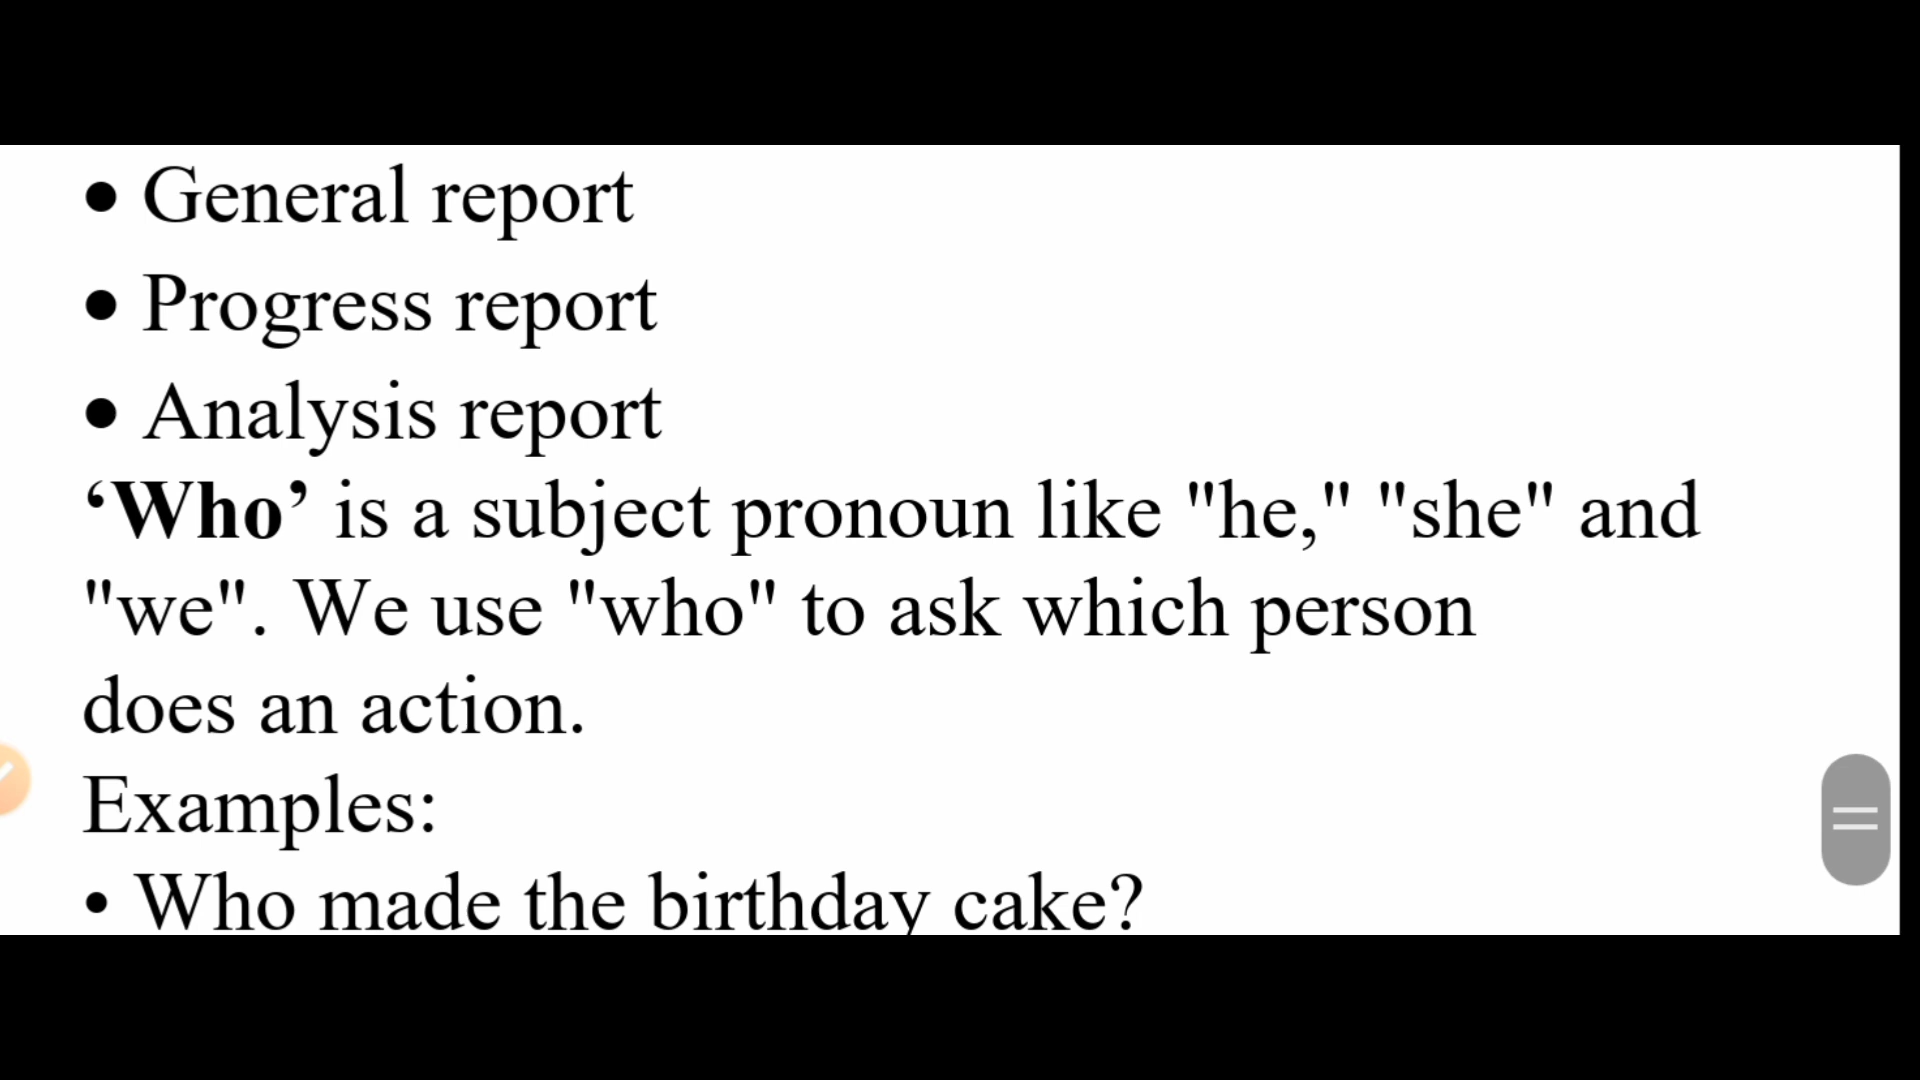 • General report
• Progress report
• Analysis report
‘Who’ is a subject pronoun like "he," "she" and
"we". We use "who" to ask which person
does an action.
Examples:
• Who made the birthday cake?